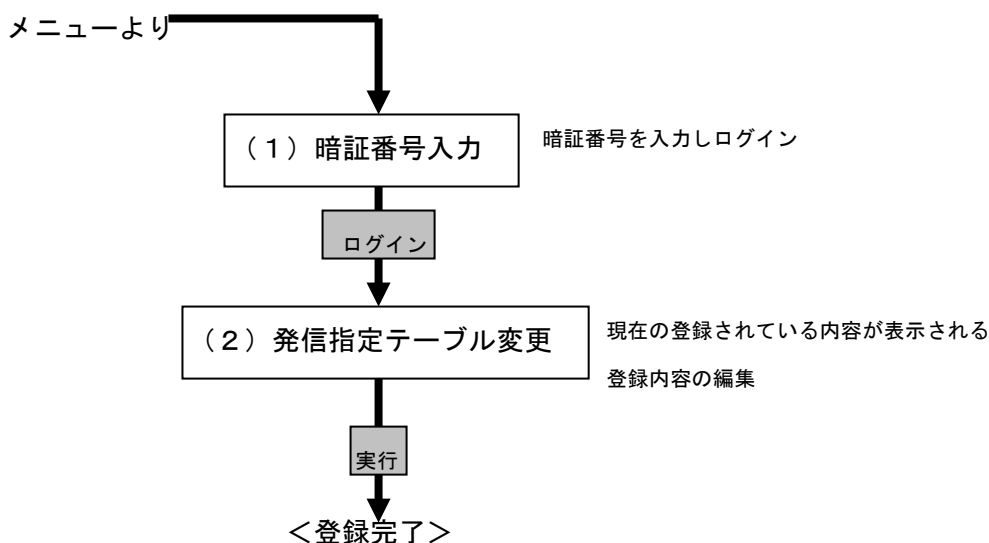 メニューより
（１）暗証番号入力
暗証番号を入力しログイン
ログイン
（２）発信指定テーブル変更
現在の登録されている内容が表示される
登録内容の編集
実行
＜登録完了＞